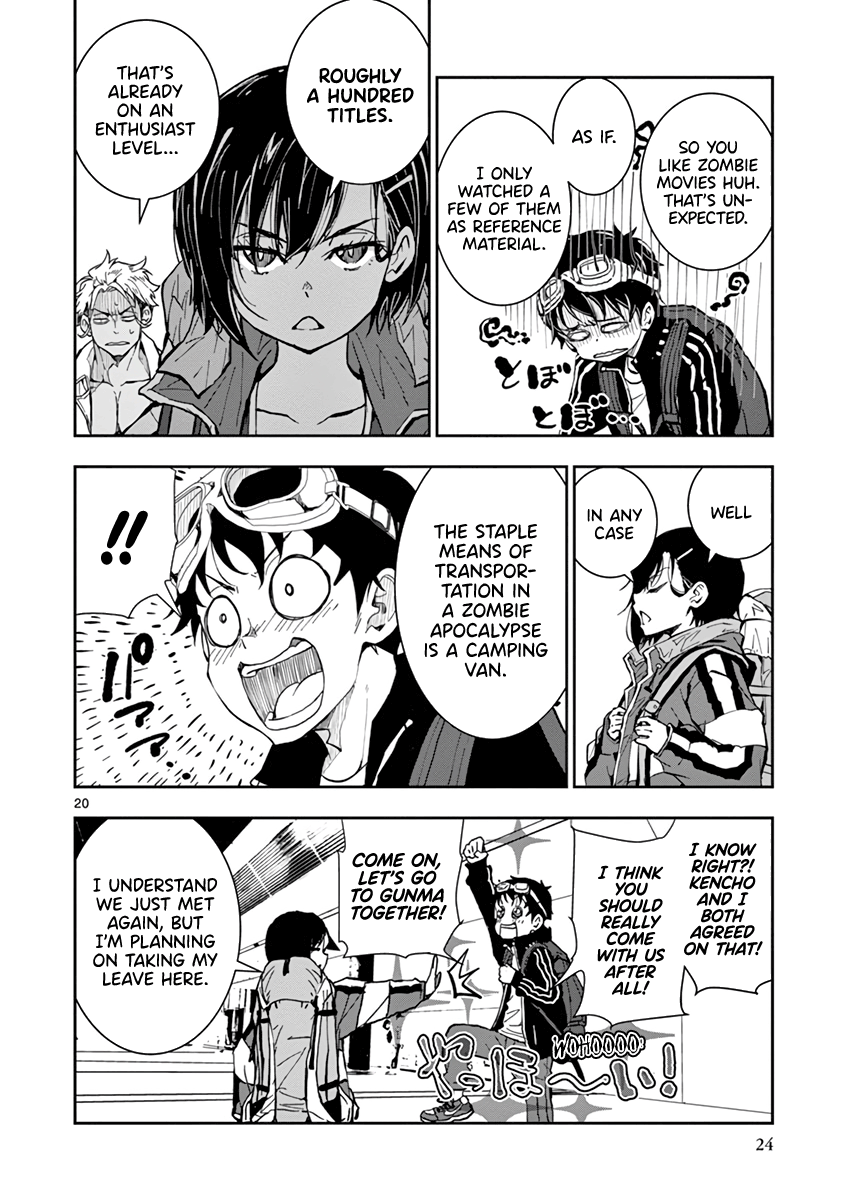 SO YOU
LIKE ZOMBIE
MOVIES HUH.
THAT'S UN-
EXPECTED.
AS IF.
I ONLY
WATCHED A
FEW OF THEM
AS REFERENCE
MATERIAL.
とぼ
とぼ…
ROUGHLY
A HUNDRED
TITLES.
THAT'S
ALREADY
ON AN
ENTHUSIAST
LEVEL...
WELL
IN ANY
CASE
THE STAPLE
MEANS OF
TRANSPOR-
TATION IN
A ZOMBIE
APOCALYPSE
IS A CAMPING
VAN.
!!
パァァ…
20
I KNOW
RIGHT?!
KENCHO
AND I
BOTH
AGREED
ON THAT!
I THINK
YOU
SHOULD
REALLY
COME
WITH US
AFTER
ALL!
COME ON,
LET'S GO
TO GUNMA
TOGETHER!
WOHOOOO!
やっほ〜い!
I UNDERSTAND
WE JUST MET
AGAIN, BUT
I'M PLANNING
ON TAKING MY
LEAVE HERE.
24